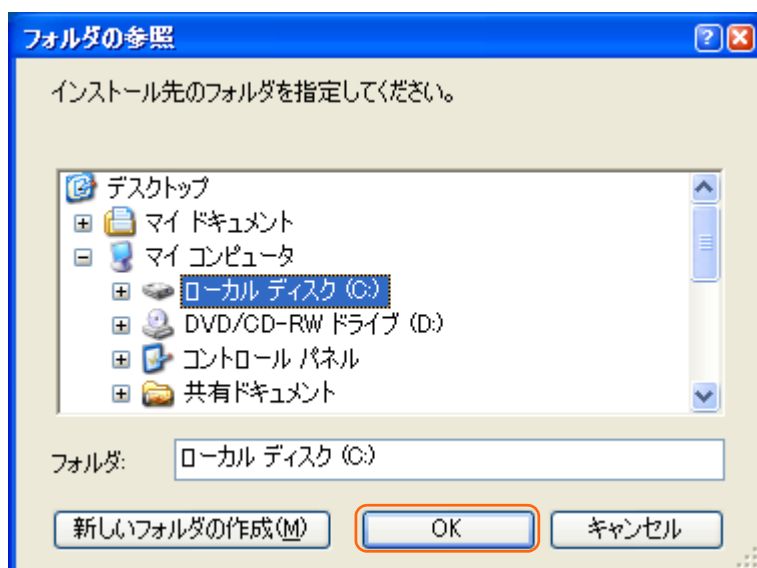 フォルダの参照
インストール先のフォルダを指定してください。
デスクトップ
マイ ドキュメント
マイ コンピュータ
ローカル ディスク (C:)
DVD/CD-RW ドライブ (D:)
コントロール パネル
共有ドキュメント
フォルダ: ローカル ディスク (C:)
新しいフォルダの作成(M) OK キャンセル